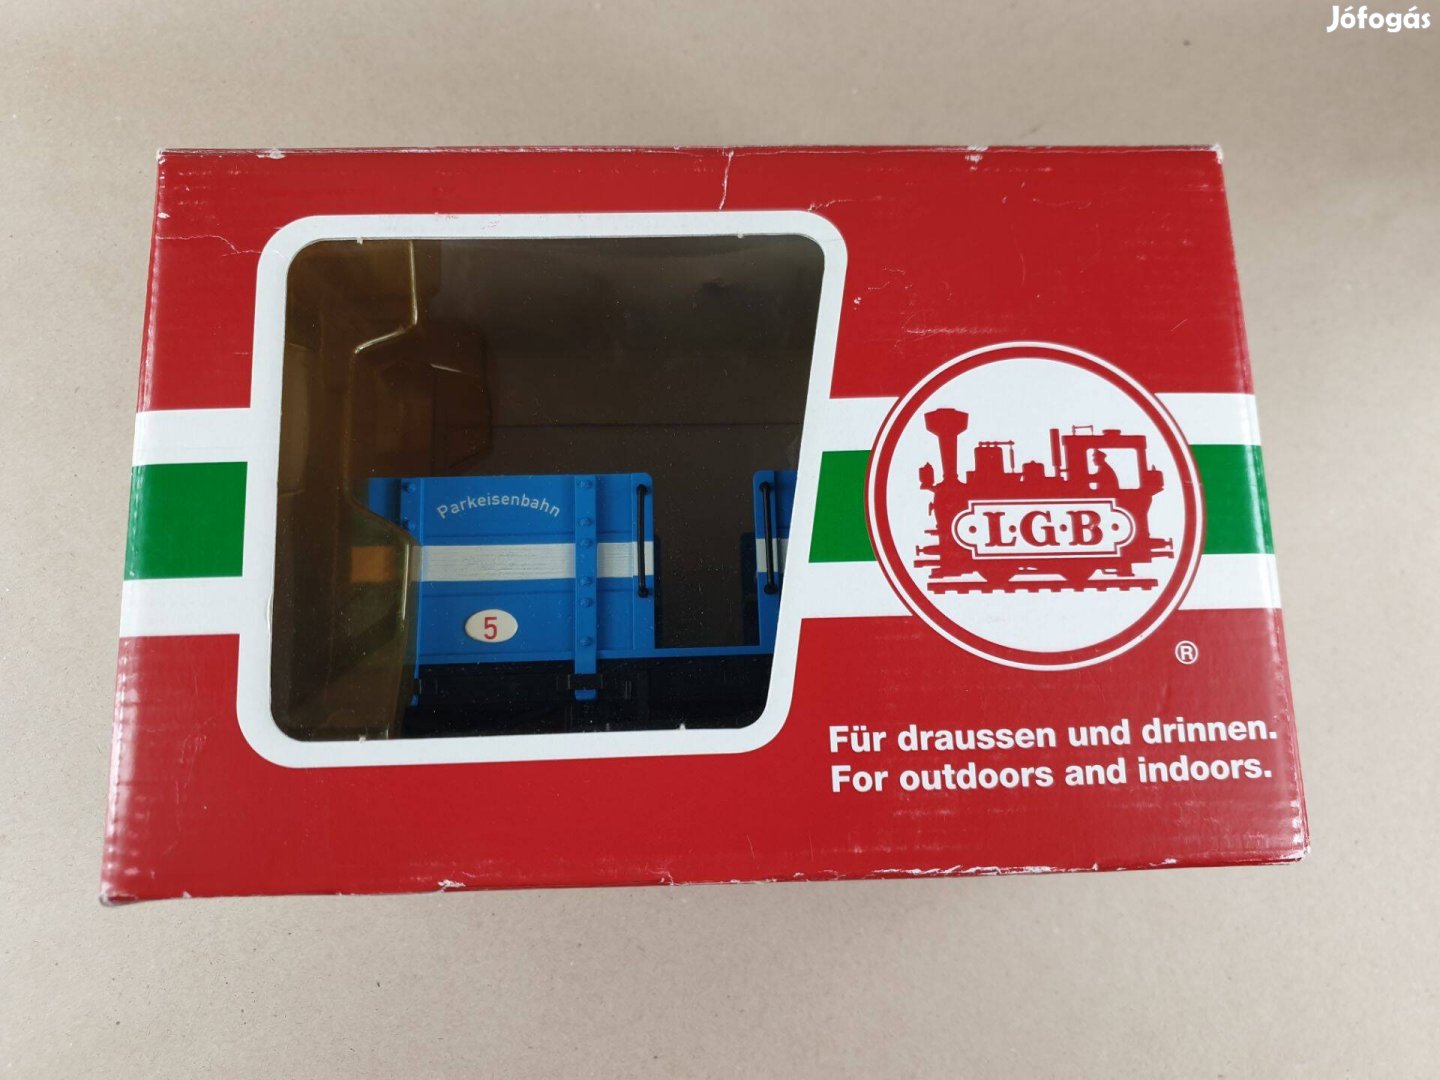 Jófogás
Parkeisenbahn
5
·L·G·B·
®
Für draussen und drinnen.
For outdoors and indoors.